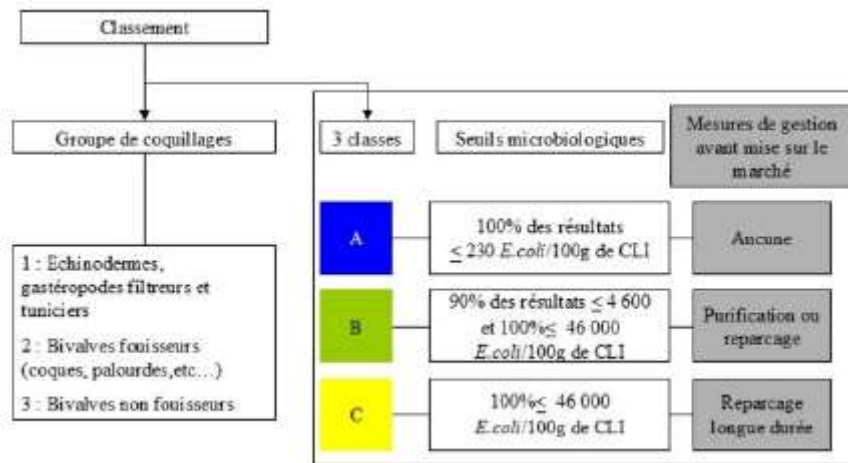 Classement
Groupe de coquillages
3 classes
Seuils microbiologiques
Mesures de gestion
avant mise sur le
marché
1 : Echinodermes,
gastéropodes filtreurs et
tuniciers
2 : Bivalves fouisseurs
(coques, palourdes,etc…)
3 : Bivalves non fouisseurs
A
100% des résultats
≤ 230 E.coli/100g de CLI
Aucune
B
90% des résultats ≤ 4 600
et 100%≤ 46 000
E.coli/100g de CLI
Purification ou
reparcage
C
100%≤ 46 000
E.coli/100g de CLI
Reparcage
longue durée